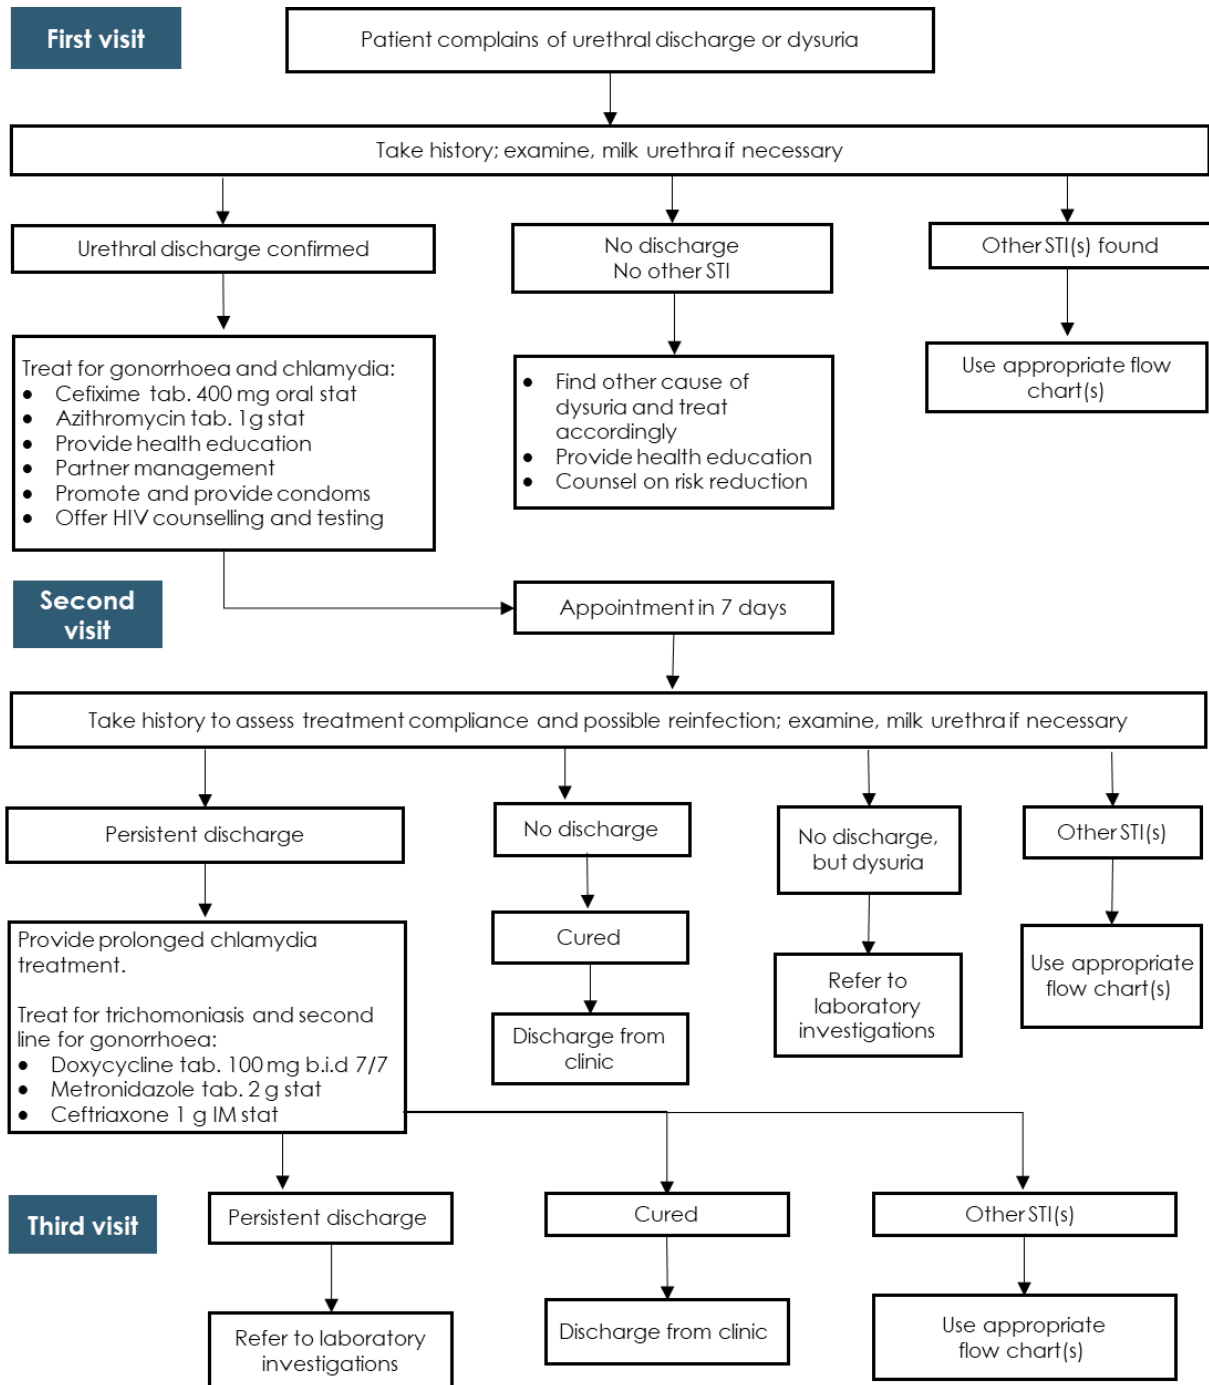 First visit
Patient complains of urethral discharge or dysuria
Take history; examine, milk urethra if necessary
Urethral discharge confirmed
No discharge
No other STI
Other STI(s) found
Treat for gonorrhoea and chlamydia:
• Cefixime tab. 400 mg oral stat
• Azithromycin tab. 1g stat
• Provide health education
• Partner management
• Promote and provide condoms
• Offer HIV counselling and testing
• Find other cause of
dysuria and treat
accordingly
• Provide health education
• Counsel on risk reduction
Use appropriate flow
chart(s)
Second
visit
Appointment in 7 days
Take history to assess treatment compliance and possible reinfection; examine, milk urethra if necessary
Persistent discharge
No discharge
No discharge,
but dysuria
Other STI(s)
Provide prolonged chlamydia
treatment.
Treat for trichomoniasis and second
line for gonorrhoea:
• Doxycycline tab. 100 mg b.i.d 7/7
• Metronidazole tab. 2 g stat
• Ceftriaxone 1 g IM stat
Cured
Discharge from
clinic
Refer to
laboratory
investigations
Use appropriate
flow chart(s)
Third visit
Persistent discharge
Cured
Other STI(s)
Refer to laboratory
investigations
Discharge from clinic
Use appropriate
flow chart(s)